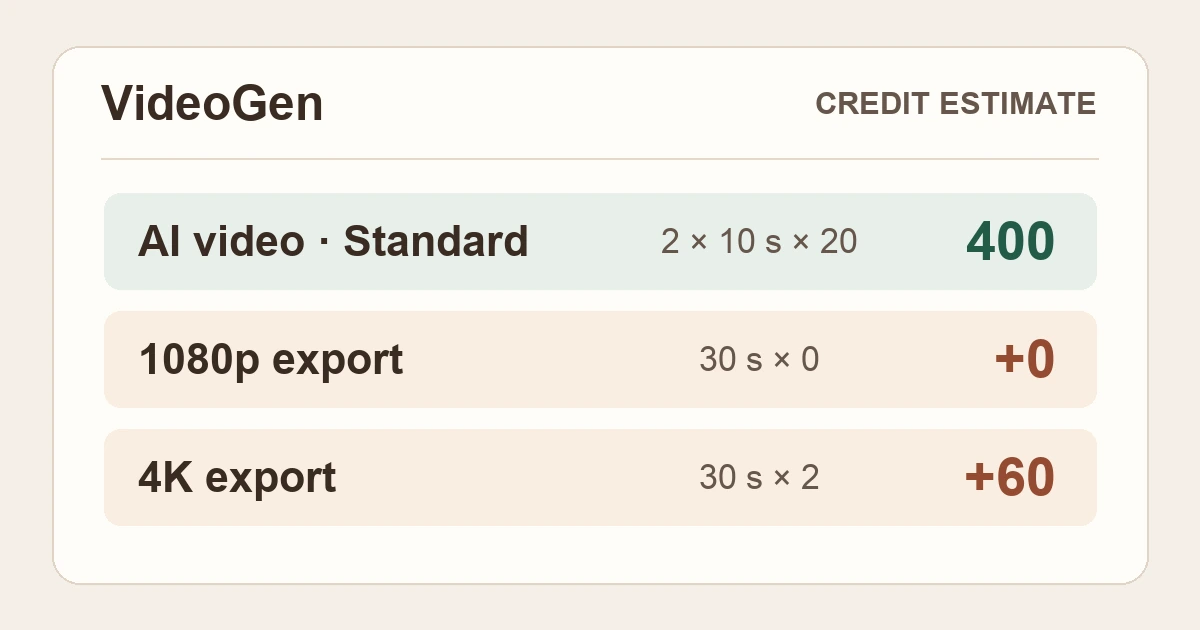 VideoGen
CREDIT ESTIMATE
AI video · Standard 2 × 10 s × 20 400
1080p export 30 s × 0 +0
4K export 30 s × 2 +60